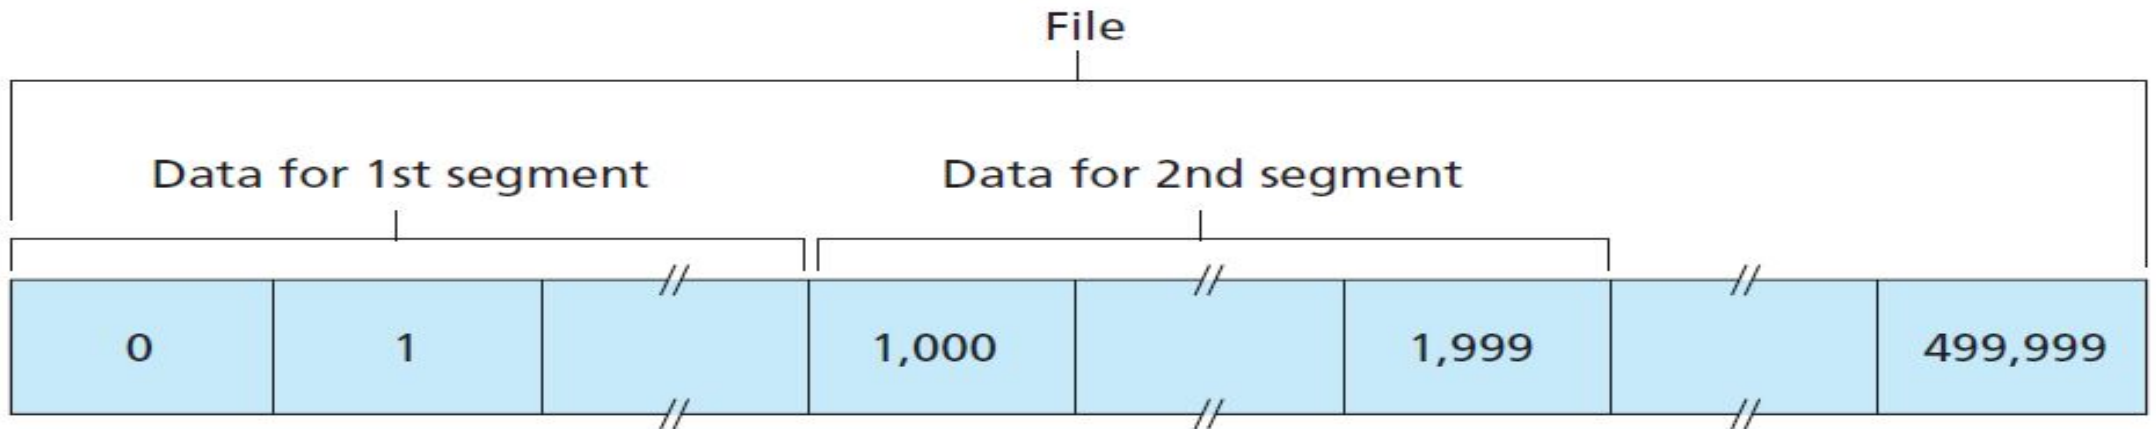 File
Data for 1st segment
Data for 2nd segment
0 1 1,000 1,999 499,999